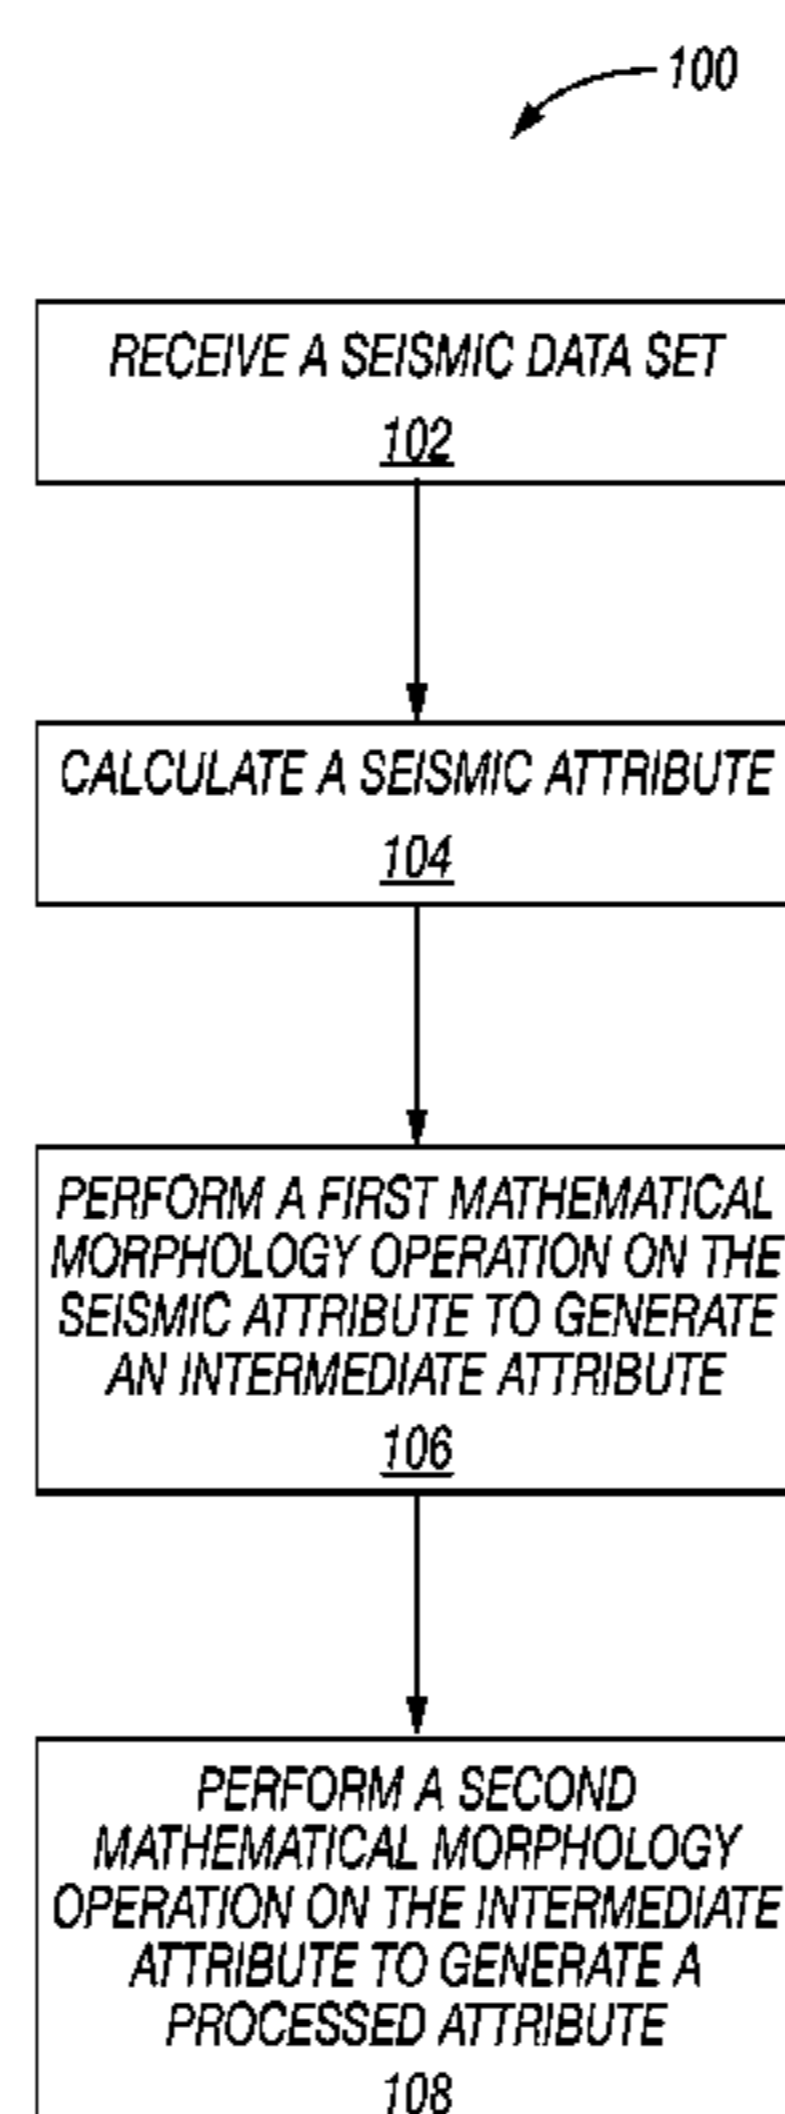 100
RECEIVE A SEISMIC DATA SET
102
CALCULATE A SEISMIC ATTRIBUTE
104
PERFORM A FIRST MATHEMATICAL
MORPHOLOGY OPERATION ON THE
SEISMIC ATTRIBUTE TO GENERATE
AN INTERMEDIATE ATTRIBUTE
106
PERFORM A SECOND
MATHEMATICAL MORPHOLOGY
OPERATION ON THE INTERMEDIATE
ATTRIBUTE TO GENERATE A
PROCESSED ATTRIBUTE
108